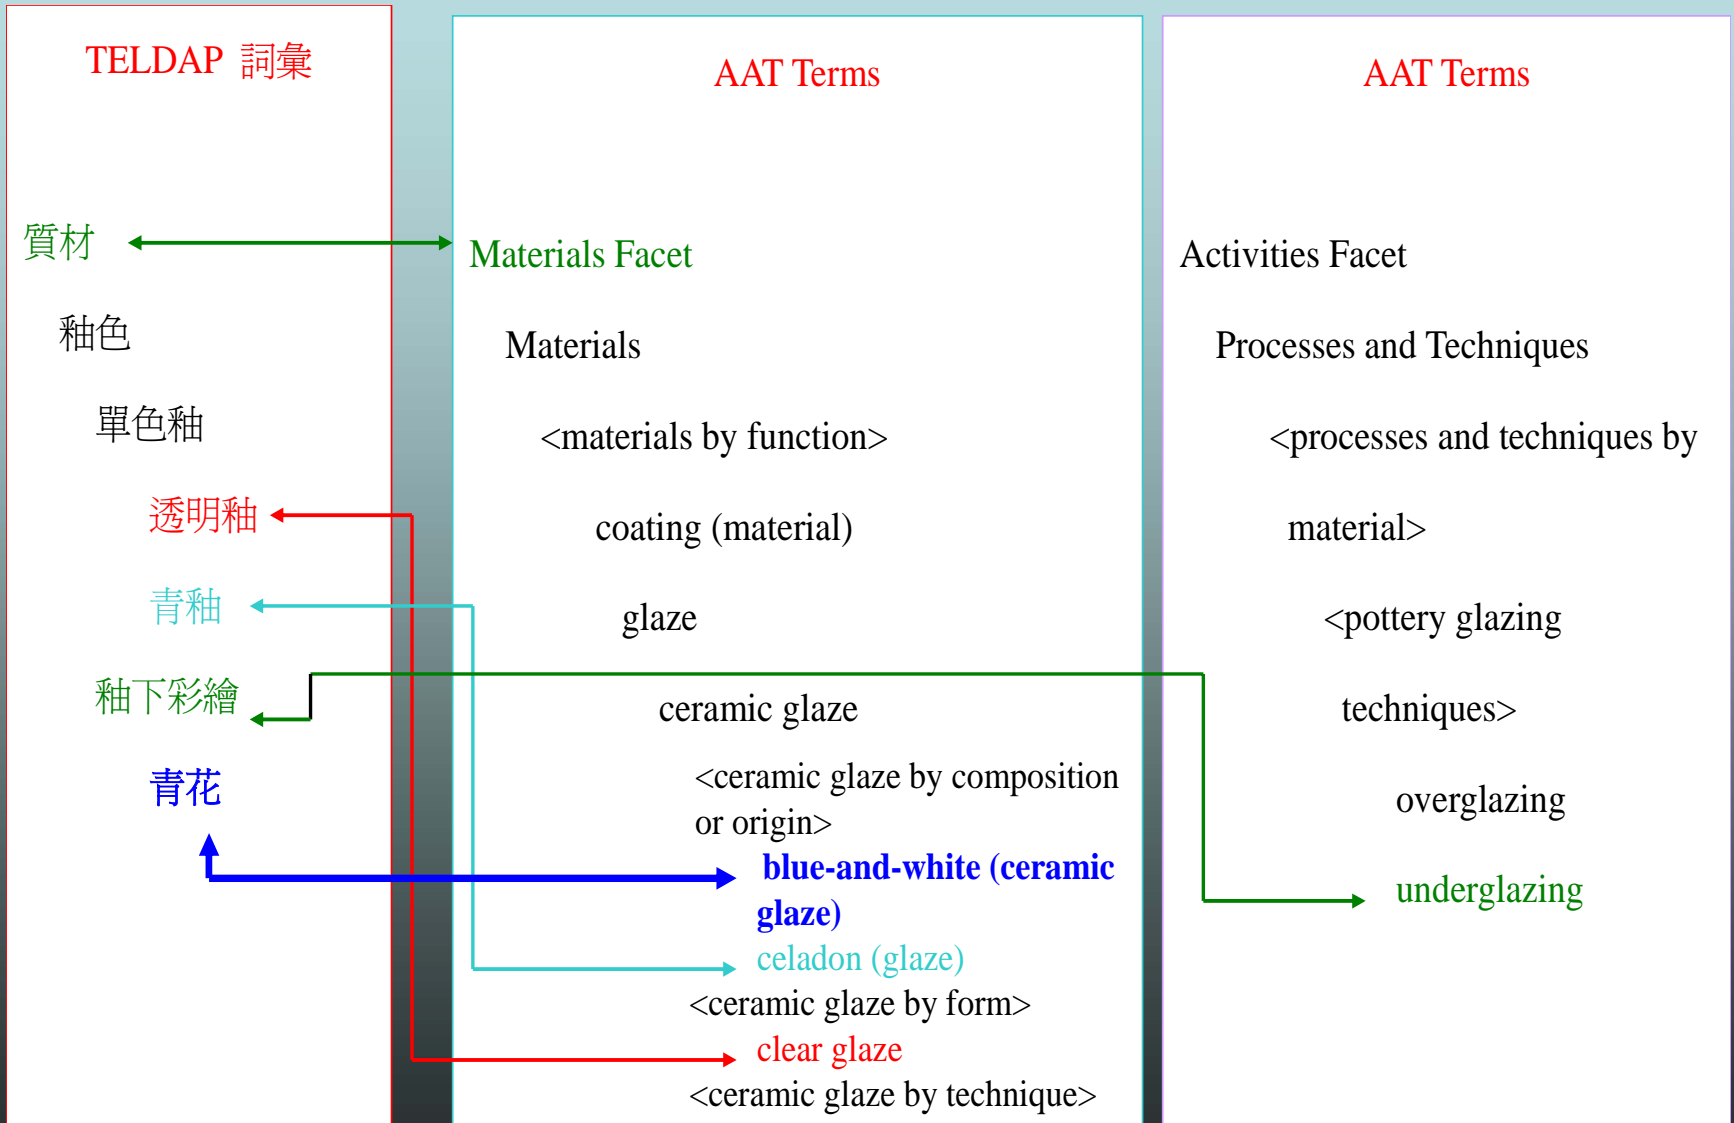 TELDAP 詞彙
質材
釉色
單色釉
透明釉
青釉
釉下彩繪
青花
AAT Terms
Materials Facet
Materials
<materials by function>
coating (material)
glaze
ceramic glaze
<ceramic glaze by composition
or origin>
blue-and-white (ceramic
glaze)
celadon (glaze)
<ceramic glaze by form>
clear glaze
<ceramic glaze by technique>
AAT Terms
Activities Facet
Processes and Techniques
<processes and techniques by
material>
<pottery glazing
techniques>
overglazing
underglazing